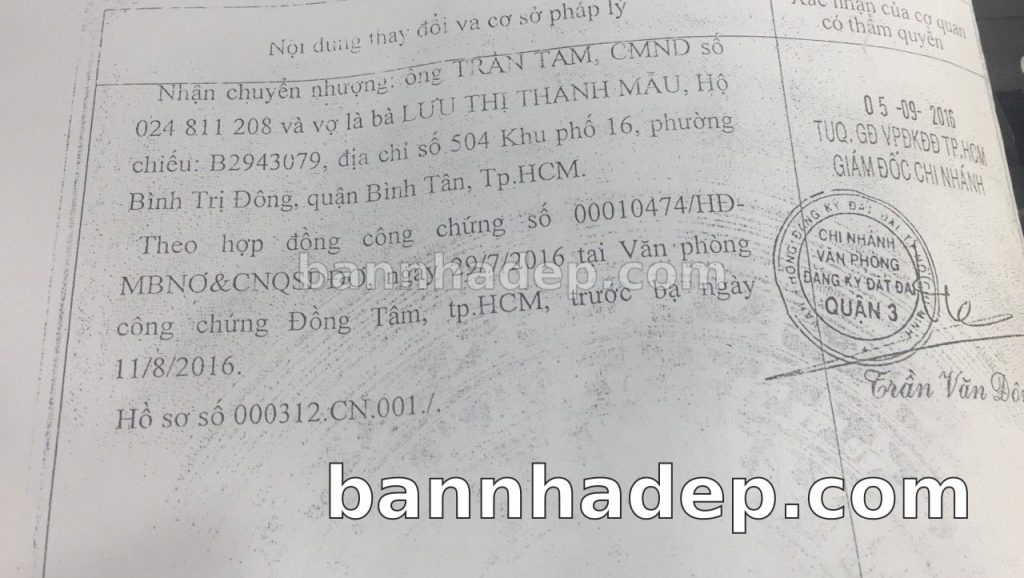 Nội dung thay đổi và cơ sở pháp lý
Xác nhận của cơ quan
có thẩm quyền
Nhận chuyển nhượng: ông TRẦN TÂM, CMND số
024 811 208 và vợ là bà LƯU THỊ THANH MẪU, Hộ
chiếu: B2943079, địa chỉ số 504 Khu phố 16, phường
Bình Trị Đông, quận Bình Tân, Tp.HCM.
Theo hợp đồng công chứng số 00010474/HĐ-
MBNƠ&CNQSDĐƠ ngày 29/7/2016 tại Văn phòng
công chứng Đồng Tâm, tp.HCM, trước bạ ngày
11/8/2016.
Hồ sơ số 000312.CN.001./.
05-09-2016
TUQ. GĐ VPĐKĐĐ TP.HCM
GIÁM ĐỐC CHI NHÁNH
CHI NHÁNH
VĂN PHÒNG
ĐĂNG KÝ ĐẤT ĐAI
QUẬN 3
Trần Văn
bannhadep.com
bannhadep.com